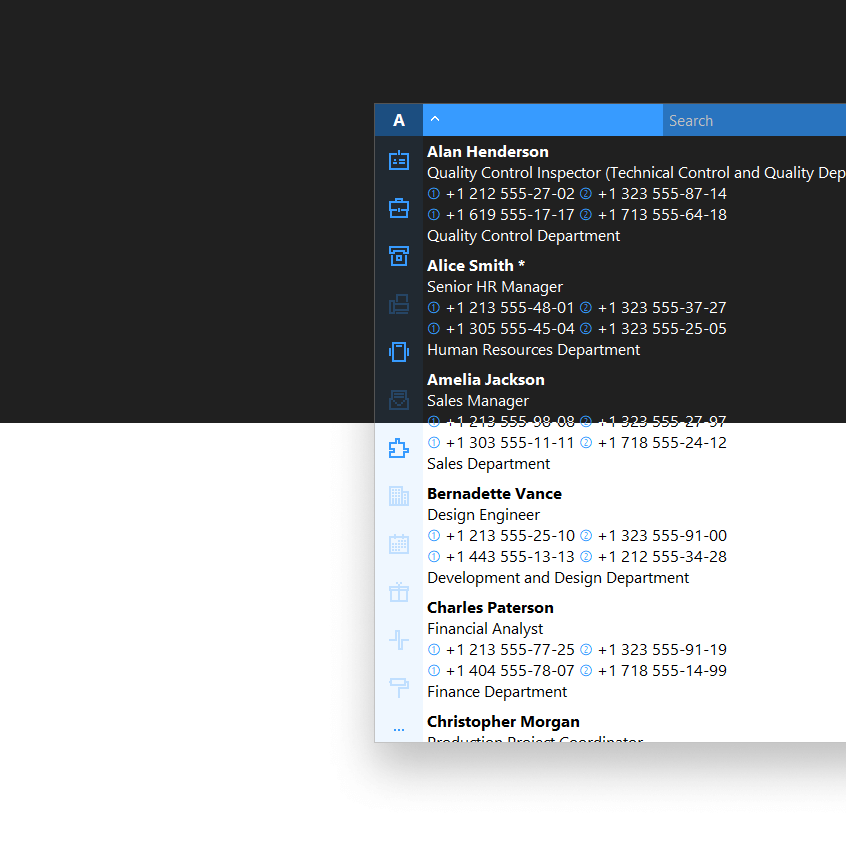 A ^ Search
Alan Henderson
Quality Control Inspector (Technical Control and Quality Dep
① +1 212 555-27-02 ② +1 323 555-87-14
① +1 619 555-17-17 ② +1 713 555-64-18
Quality Control Department
Alice Smith *
Senior HR Manager
① +1 213 555-48-01 ② +1 323 555-37-27
① +1 305 555-45-04 ② +1 323 555-25-05
Human Resources Department
Amelia Jackson
Sales Manager
① +1 213 555-98-08 ② +1 323 555-27-97
① +1 303 555-11-11 ② +1 718 555-24-12
Sales Department
Bernadette Vance
Design Engineer
① +1 213 555-25-10 ② +1 323 555-91-00
① +1 443 555-13-13 ② +1 212 555-34-28
Development and Design Department
Charles Paterson
Financial Analyst
① +1 213 555-77-25 ② +1 323 555-91-19
① +1 404 555-78-07 ② +1 718 555-14-99
Finance Department
Christopher Morgan
Production Project Coordinator
...